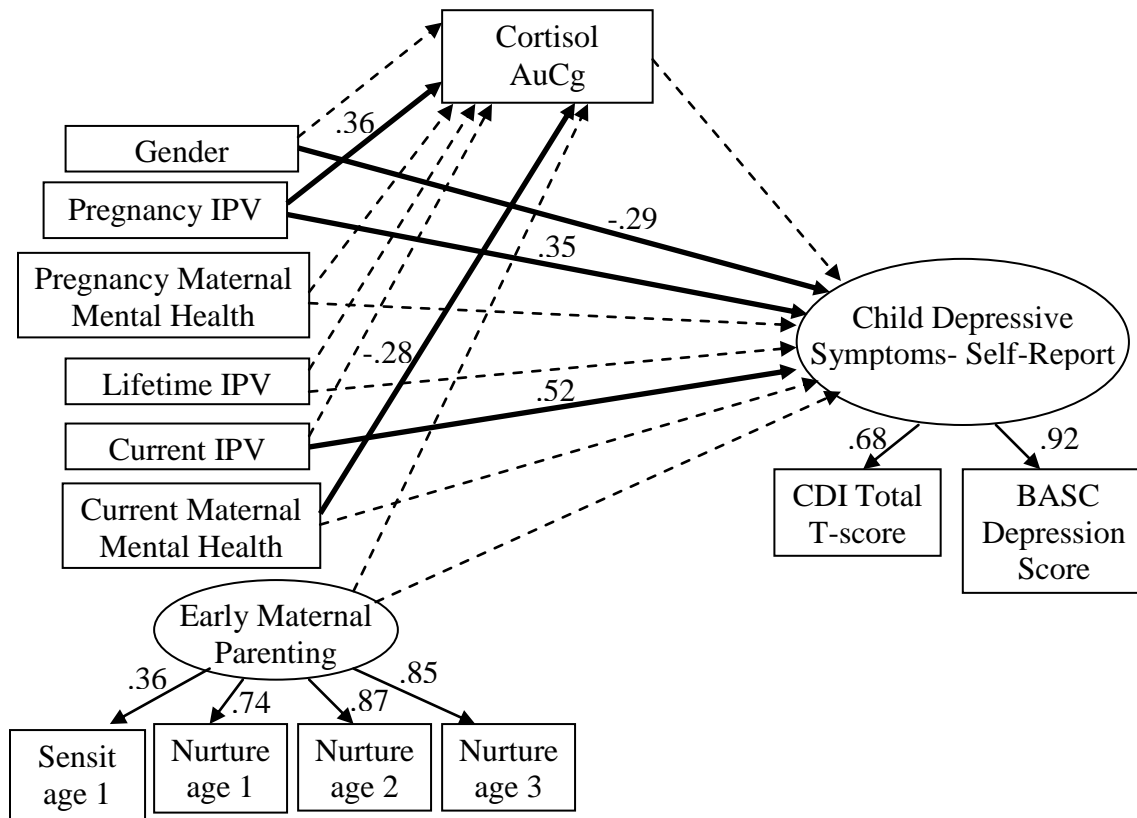 Cortisol
AuCg
.36
Gender
Pregnancy IPV
-.29
.35
Pregnancy Maternal
Mental Health
Child Depressive
Symptoms- Self-Report
-.28
Lifetime IPV
.52
Current IPV
.68
.92
Current Maternal
Mental Health
CDI Total
T-score
BASC
Depression
Score
Early Maternal
Parenting
.36
.74
.87
.85
Sensit
age 1
Nurture
age 1
Nurture
age 2
Nurture
age 3